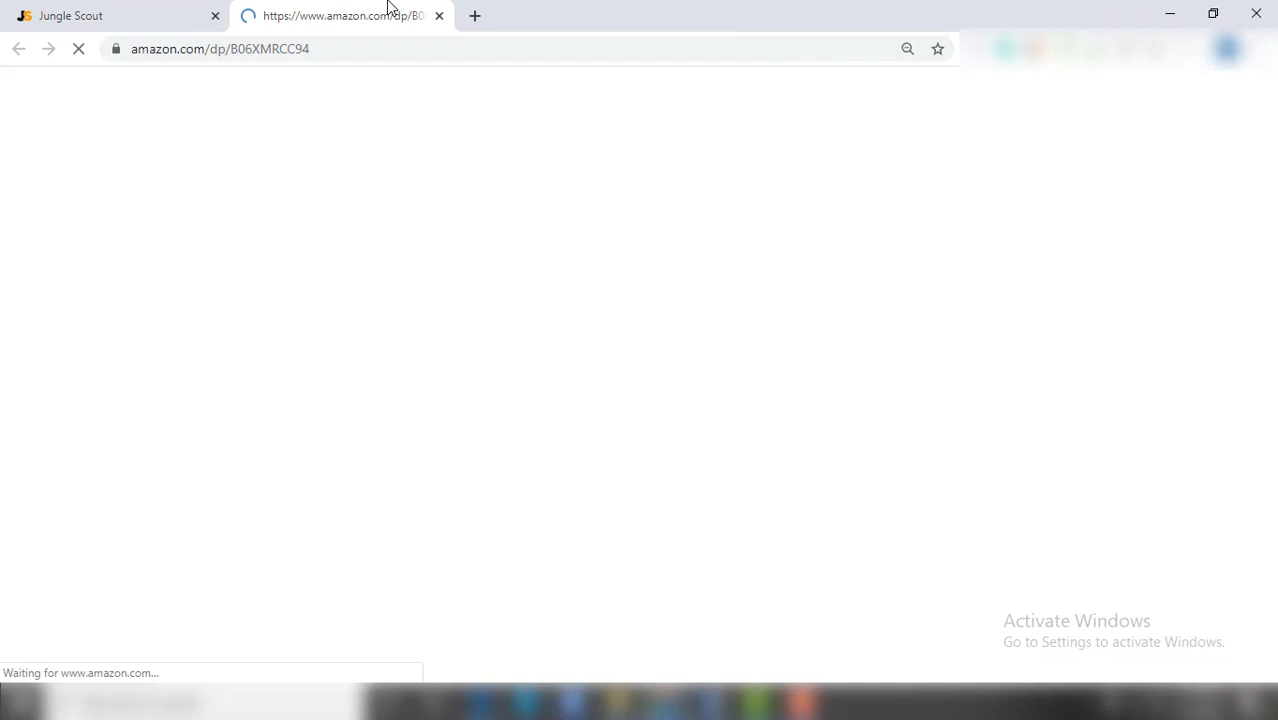 Jungle Scout
https://www.amazon.com/dp/B0
amazon.com/dp/B06XMRCC94
Activate Windows
Go to Settings to activate Windows.
Waiting for www.amazon.com...